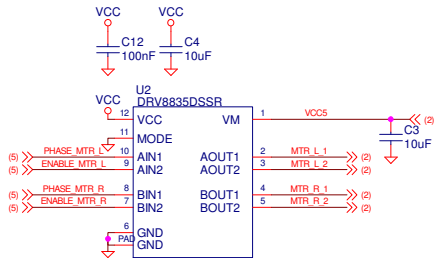 VCC VCC
C12
100nF
C4
10uF
U2
DRV8835DSSR
VCC
12 VCC VM 1 VCC5 (2)
11 MODE
C3
10uF
(5) PHASE_MTR_L 10 AIN1 AOUT1 2 MTR_L_1 (2)
(5) ENABLE_MTR_L 9 AIN2 AOUT2 3 MTR_L_2 (2)
(5) PHASE_MTR_R 8 BIN1 BOUT1 4 MTR_R_1 (2)
(5) ENABLE_MTR_R 7 BIN2 BOUT2 5 MTR_R_2 (2)
6 GND
PAD GND